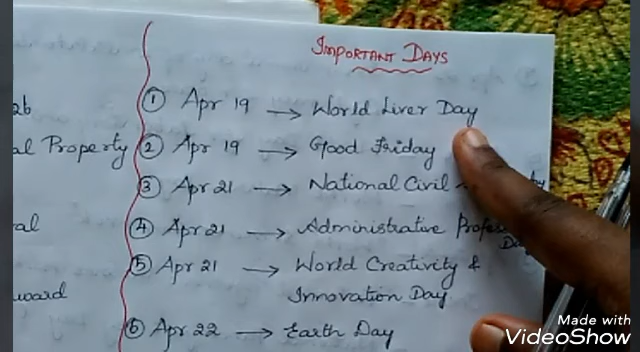 IMPORTANT DAYS
ab
① Apr 19 → World Liver Day
al Property
② Apr 19 → Good Friday
③ Apr 21 → National Civil
al
④ Apr 21 → Administrative Profess
Day
⑤ Apr 21 → World Creativity &
Innovation Day
ward
⑥ Apr 22 → Earth Day
Made with
VideoShow